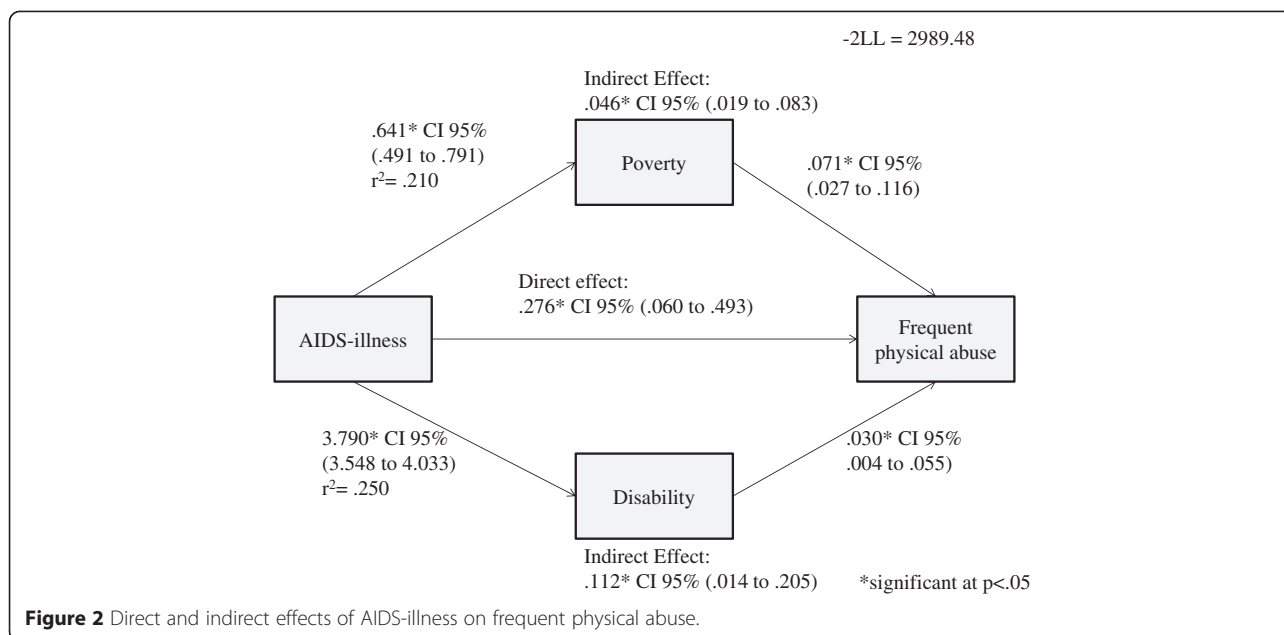 -2LL = 2989.48
Indirect Effect:
.046* CI 95% (.019 to .083)
.641* CI 95%
(.491 to .791)
r²= .210
Poverty
.071* CI 95%
(.027 to .116)
Direct effect:
.276* CI 95% (.060 to .493)
AIDS-illness
Frequent
physical abuse
3.790* CI 95%
(3.548 to 4.033)
r²= .250
.030* CI 95%
.004 to .055)
Disability
Indirect Effect:
.112* CI 95% (.014 to .205)
*significant at p<.05
Figure 2 Direct and indirect effects of AIDS-illness on frequent physical abuse.